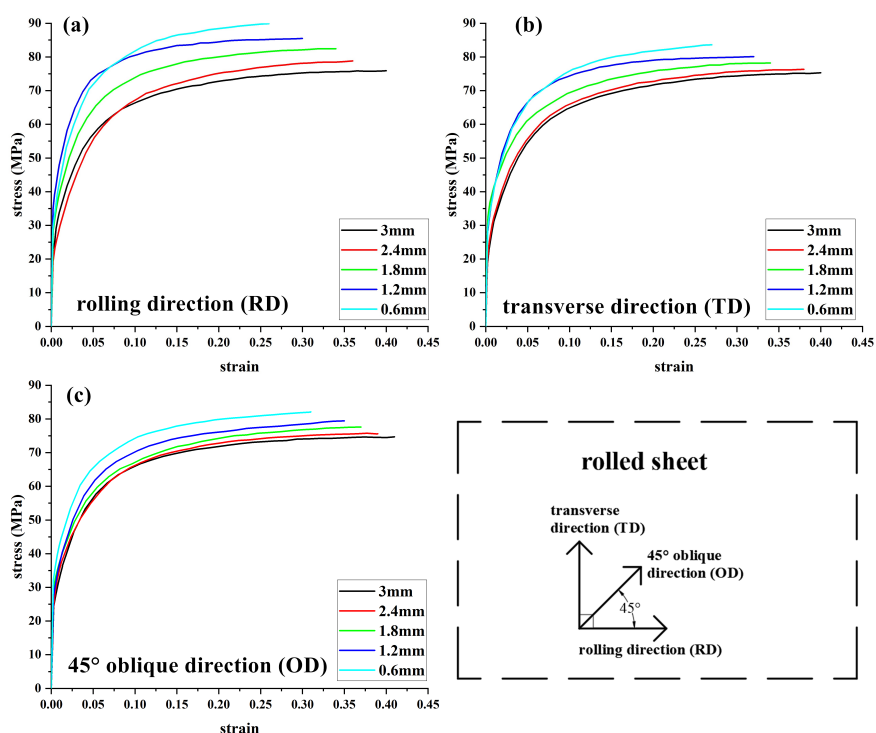 (a)
90
80
70
60
50
40
30
20
10
0
stress (MPa)
3mm
2.4mm
1.8mm
1.2mm
0.6mm
rolling direction (RD)
0.00 0.05 0.10 0.15 0.20 0.25 0.30 0.35 0.40 0.45
strain
(b)
90
80
70
60
50
40
30
20
10
0
stress (MPa)
3mm
2.4mm
1.8mm
1.2mm
0.6mm
transverse direction (TD)
0.00 0.05 0.10 0.15 0.20 0.25 0.30 0.35 0.40 0.45
strain
(c)
90
80
70
60
50
40
30
20
10
0
stress (MPa)
3mm
2.4mm
1.8mm
1.2mm
0.6mm
45° oblique direction (OD)
0.00 0.05 0.10 0.15 0.20 0.25 0.30 0.35 0.40 0.45
strain
rolled sheet
transverse
direction (TD)
45° oblique
direction (OD)
45°
rolling direction (RD)